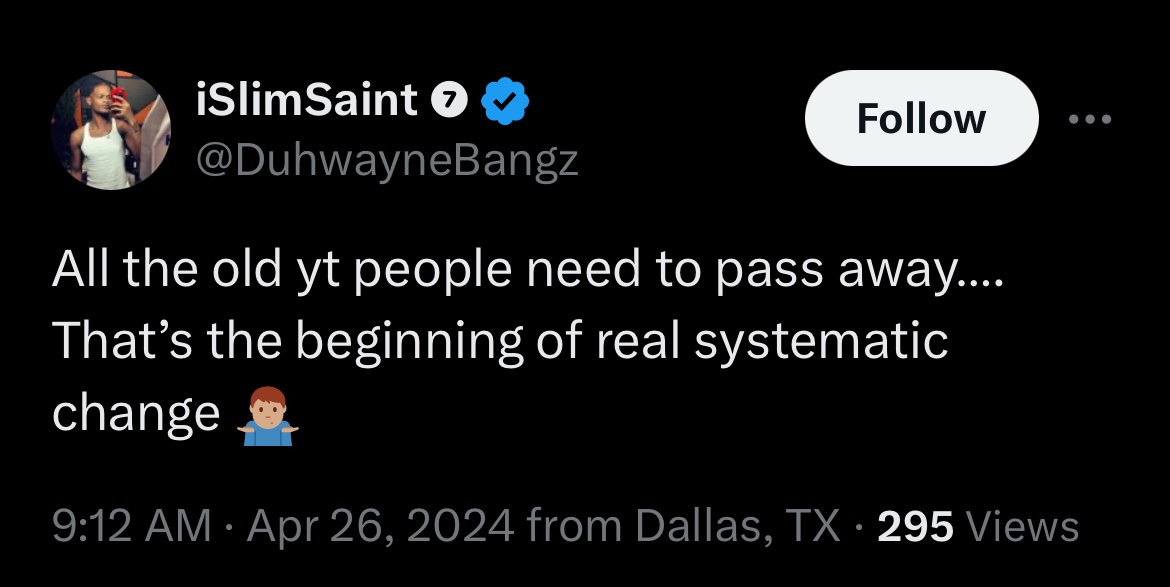 iSlimSaint 7
@DuhwayneBangz
Follow
All the old yt people need to pass away....
That’s the beginning of real systematic
change 🤷🏽‍♂️
9:12 AM · Apr 26, 2024 from Dallas, TX · 295 Views